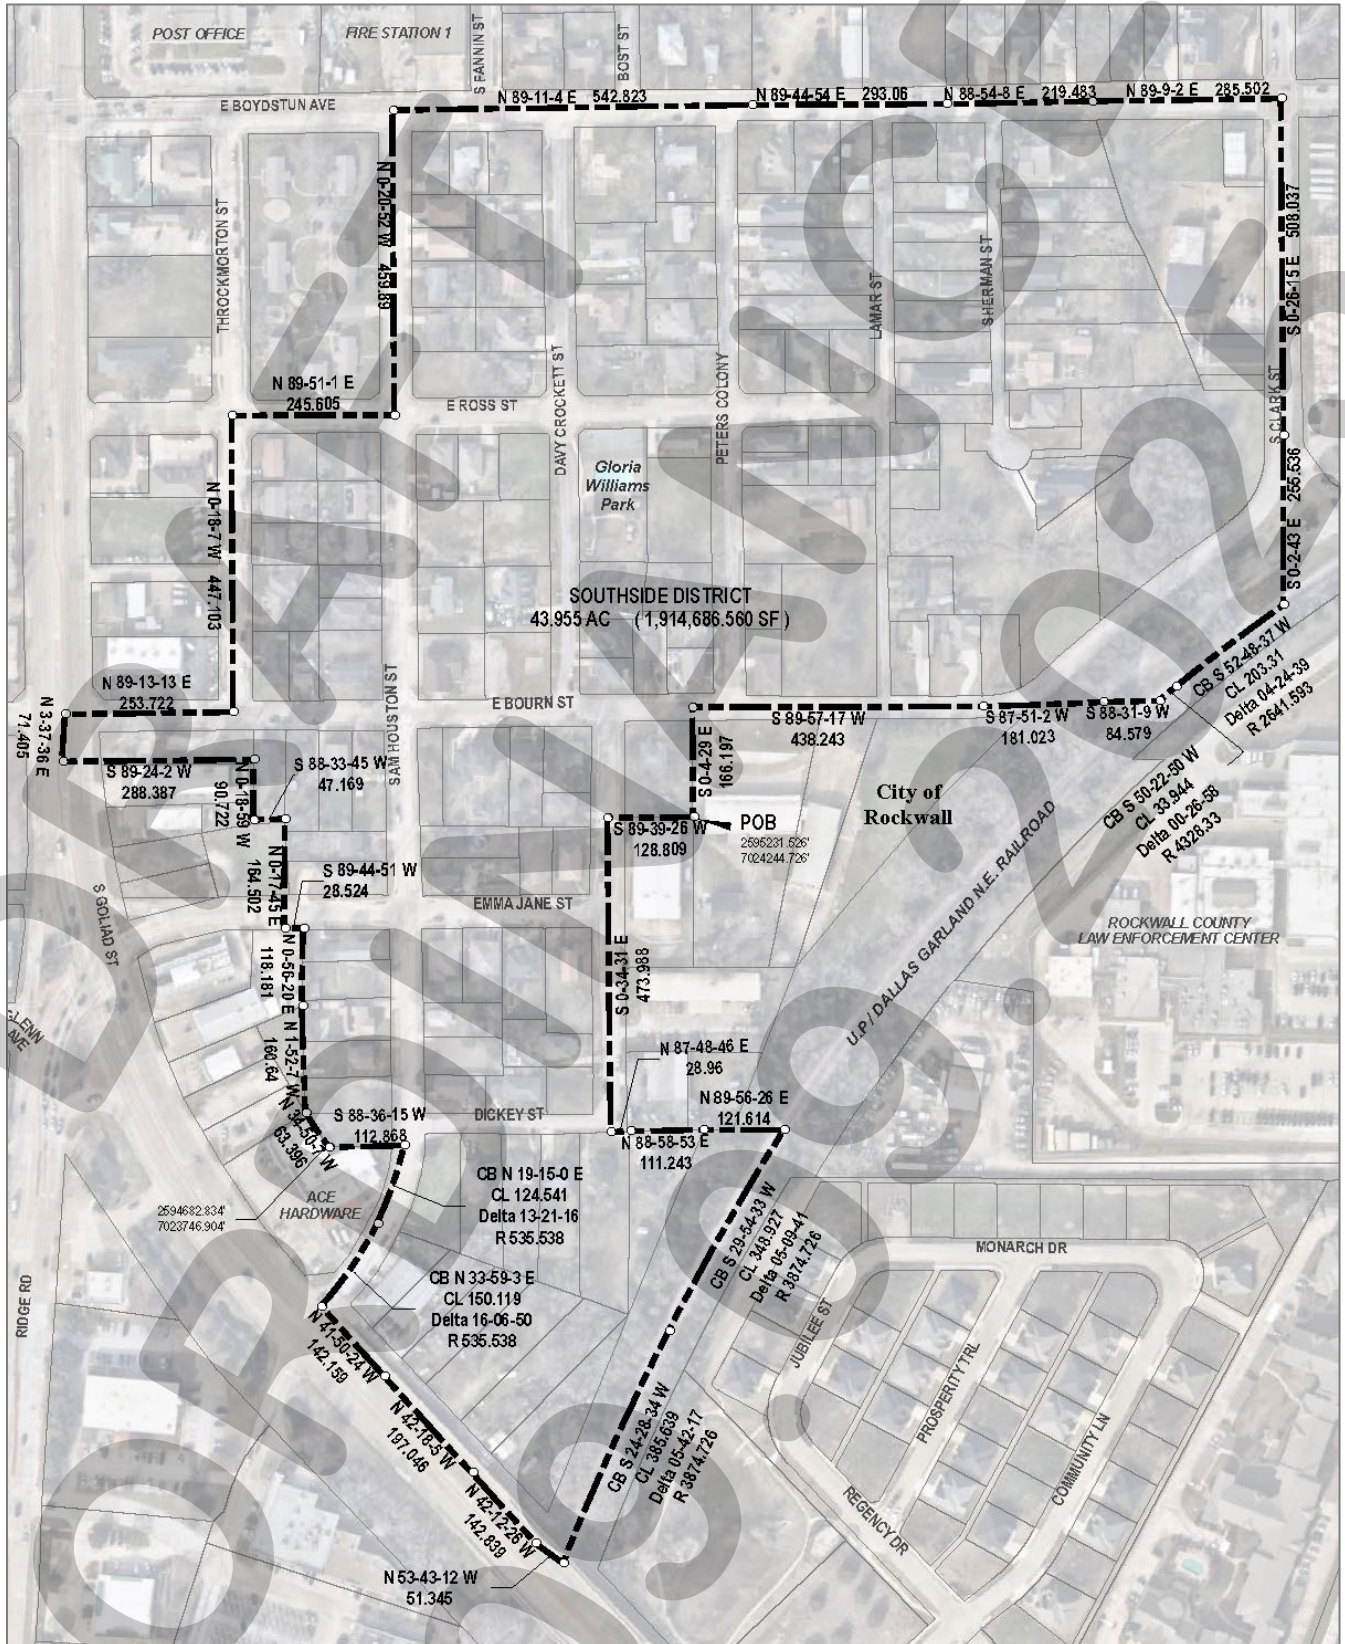 POST OFFICE
FIRE STATION 1
S FANNIN ST
BOST ST
E BOYDSTUN AVE
N 89-11-4 E 542.823
N 89-44-54 E 293.06
N 88-54-8 E 219.483
N 89-9-2 E 285.502
N 0-20-52 W 459.89
S 0-26-15 E 508.037
THROCKMORTON ST
LAMAR ST
SHERMAN ST
N 89-51-1 E
245.605
E ROSS ST
DAVY CROCKETT ST
PETERS COLONY
S CLARK ST
Gloria
Williams
Park
N 0-18-7 W 447.103
S 0-2-43 E 255.536
SOUTHSIDE DISTRICT
43.955 AC ( 1,914,686.560 SF )
N 89-13-13 E
253.722
N 3-37-36 E
71.405
SAM HOUSTON ST
E BOURN ST
S 89-57-17 W
438.243
S 87-51-2 W
181.023
S 88-31-9 W
84.579
CB S 52-48-37 W
CL 203.31
Delta 04-24-39
R 2641.593
S 89-24-2 W
288.387
N 0-18-59 W
90.722
S 88-33-45 W
47.169
S 0-4-29 E
166.197
CB S 50-22-50 W
CL 33.944
Delta 00-26-58
R 4328.33
City of
Rockwall
S 89-39-26 W
128.809
POB
2595231.526'
7024244.726'
N 0-17-45 E
164.502
S 89-44-51 W
28.524
S GOLIAD ST
EMMA JANE ST
U.P./ DALLAS GARLAND N.E. RAILROAD
ROCKWALL COUNTY
LAW ENFORCEMENT CENTER
N 0-56-20 E
118.181
S 0-34-31 E
473.988
GLENN
AVE
N 1-52-7 W
160.64
N 87-48-46 E
28.96
N 34-50-7 W
63.396
S 88-36-15 W
112.868
DICKEY ST
N 89-56-26 E
121.614
N 88-58-53 E
111.243
CB N 19-15-0 E
CL 124.541
Delta 13-21-16
R 535.538
ACE
HARDWARE
2594682.834'
7023746.904'
CB S 29-54-33 W
CL 348.927
Delta 05-09-41
R 3874.726
MONARCH DR
RIDGE RD
CB N 33-59-3 E
CL 150.119
Delta 16-06-50
R 535.538
JUBILEE ST
PROSPERITY TRL
COMMUNITY LN
N 41-50-24 W
142.159
N 42-18-5 W
197.046
CB S 24-28-34 W
CL 385.639
Delta 05-42-17
R 3874.726
REGENCY DR
N 42-12-26 W
142.839
N 53-43-12 W
51.345
DRAFT
ORDINANCE